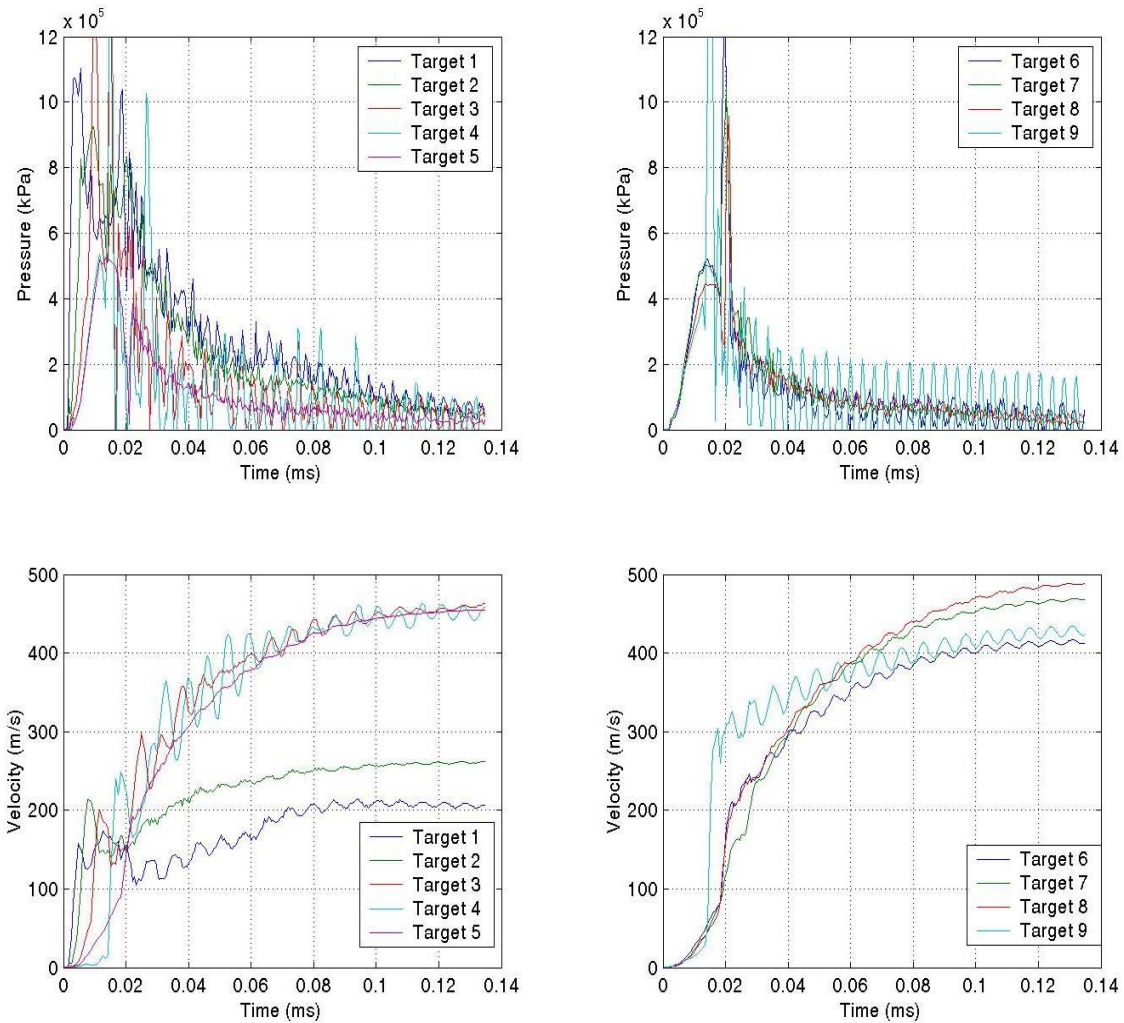 x 10⁵
12
10
8
6
4
2
0
Pressure (kPa)
0 0.02 0.04 0.06 0.08 0.1 0.12 0.14
Time (ms)
Target 1
Target 2
Target 3
Target 4
Target 5
x 10⁵
12
10
8
6
4
2
0
Pressure (kPa)
0 0.02 0.04 0.06 0.08 0.1 0.12 0.14
Time (ms)
Target 6
Target 7
Target 8
Target 9
500
400
300
200
100
0
Velocity (m/s)
0 0.02 0.04 0.06 0.08 0.1 0.12 0.14
Time (ms)
Target 1
Target 2
Target 3
Target 4
Target 5
500
400
300
200
100
0
Velocity (m/s)
0 0.02 0.04 0.06 0.08 0.1 0.12 0.14
Time (ms)
Target 6
Target 7
Target 8
Target 9